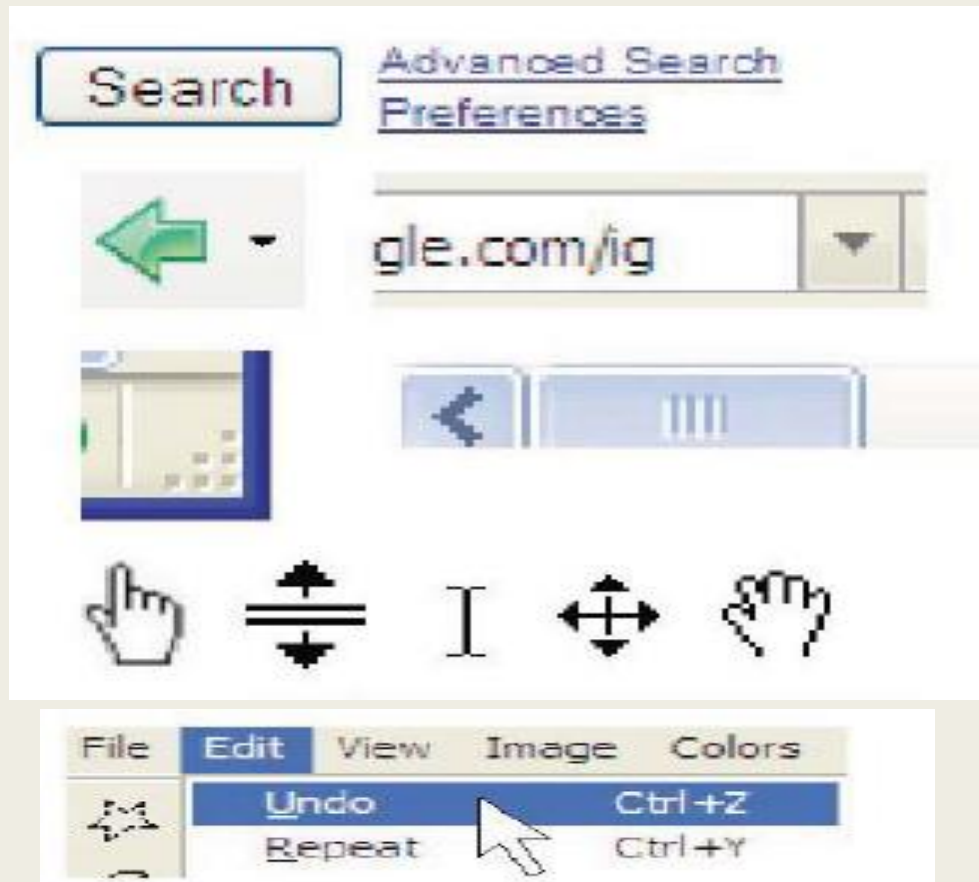 Search
Advanced Search
Preferences
gle.com/ig
File Edit View Image Colors
Undo Ctrl+Z
Repeat Ctrl+Y